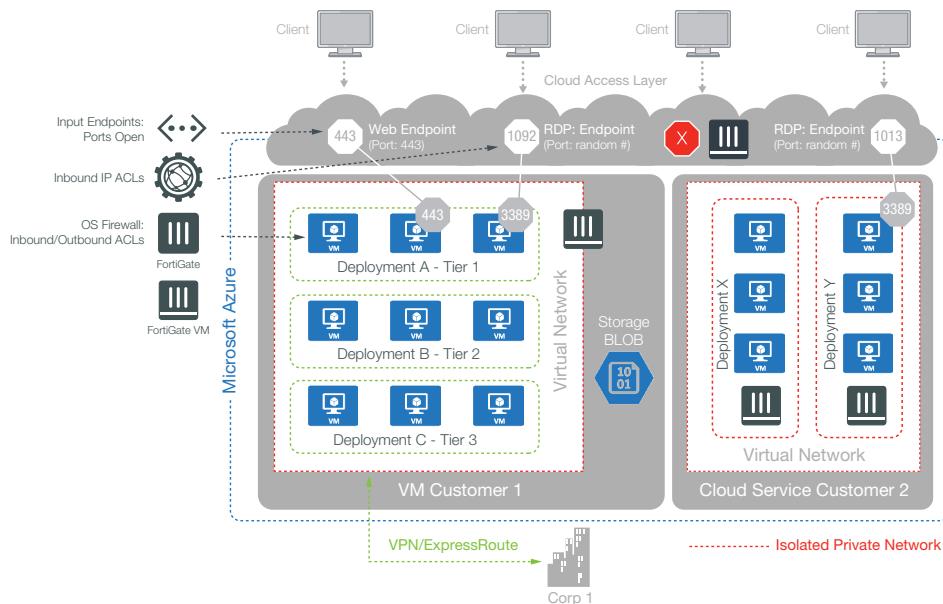 Client
Client
Client
Client
Cloud Access Layer
Input Endpoints:
Ports Open
443
Web Endpoint
(Port: 443)
1092
RDP: Endpoint
(Port: random #)
X
RDP: Endpoint
(Port: random #)
1013
Inbound IP ACLs
OS Firewall:
Inbound/Outbound ACLs
FortiGate
FortiGate VM
Microsoft Azure
443
3389
VM
VM
VM
Deployment A - Tier 1
VM
VM
VM
Deployment B - Tier 2
VM
VM
VM
Deployment C - Tier 3
Virtual Network
Storage
BLOB
10
01
VM Customer 1
3389
Deployment X
VM
VM
VM
Deployment Y
VM
VM
VM
Virtual Network
Cloud Service Customer 2
VPN/ExpressRoute
Isolated Private Network
Corp 1